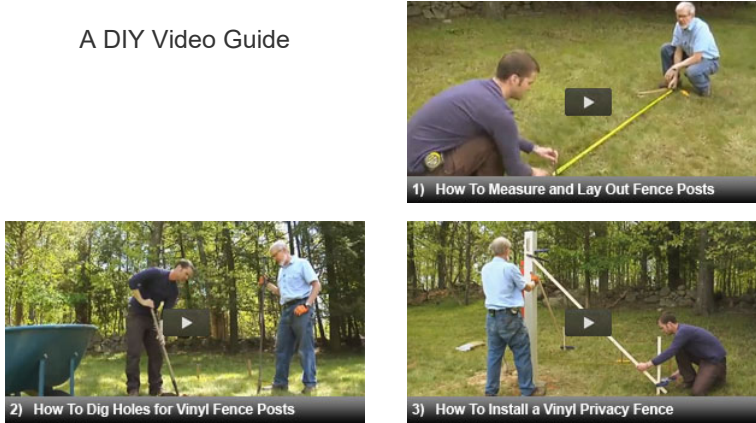 A DIY Video Guide
1) How To Measure and Lay Out Fence Posts
2) How To Dig Holes for Vinyl Fence Posts
3) How To Install a Vinyl Privacy Fence